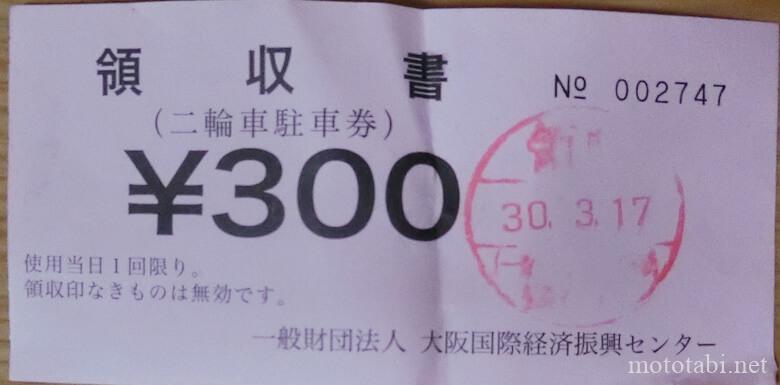 領収書
№ 002747
(二輪車駐車券)
¥300
30. 3. 17
使用当日1回限り。
領収印なきものは無効です。
一般財団法人 大阪国際経済振興センター
mototabi.net